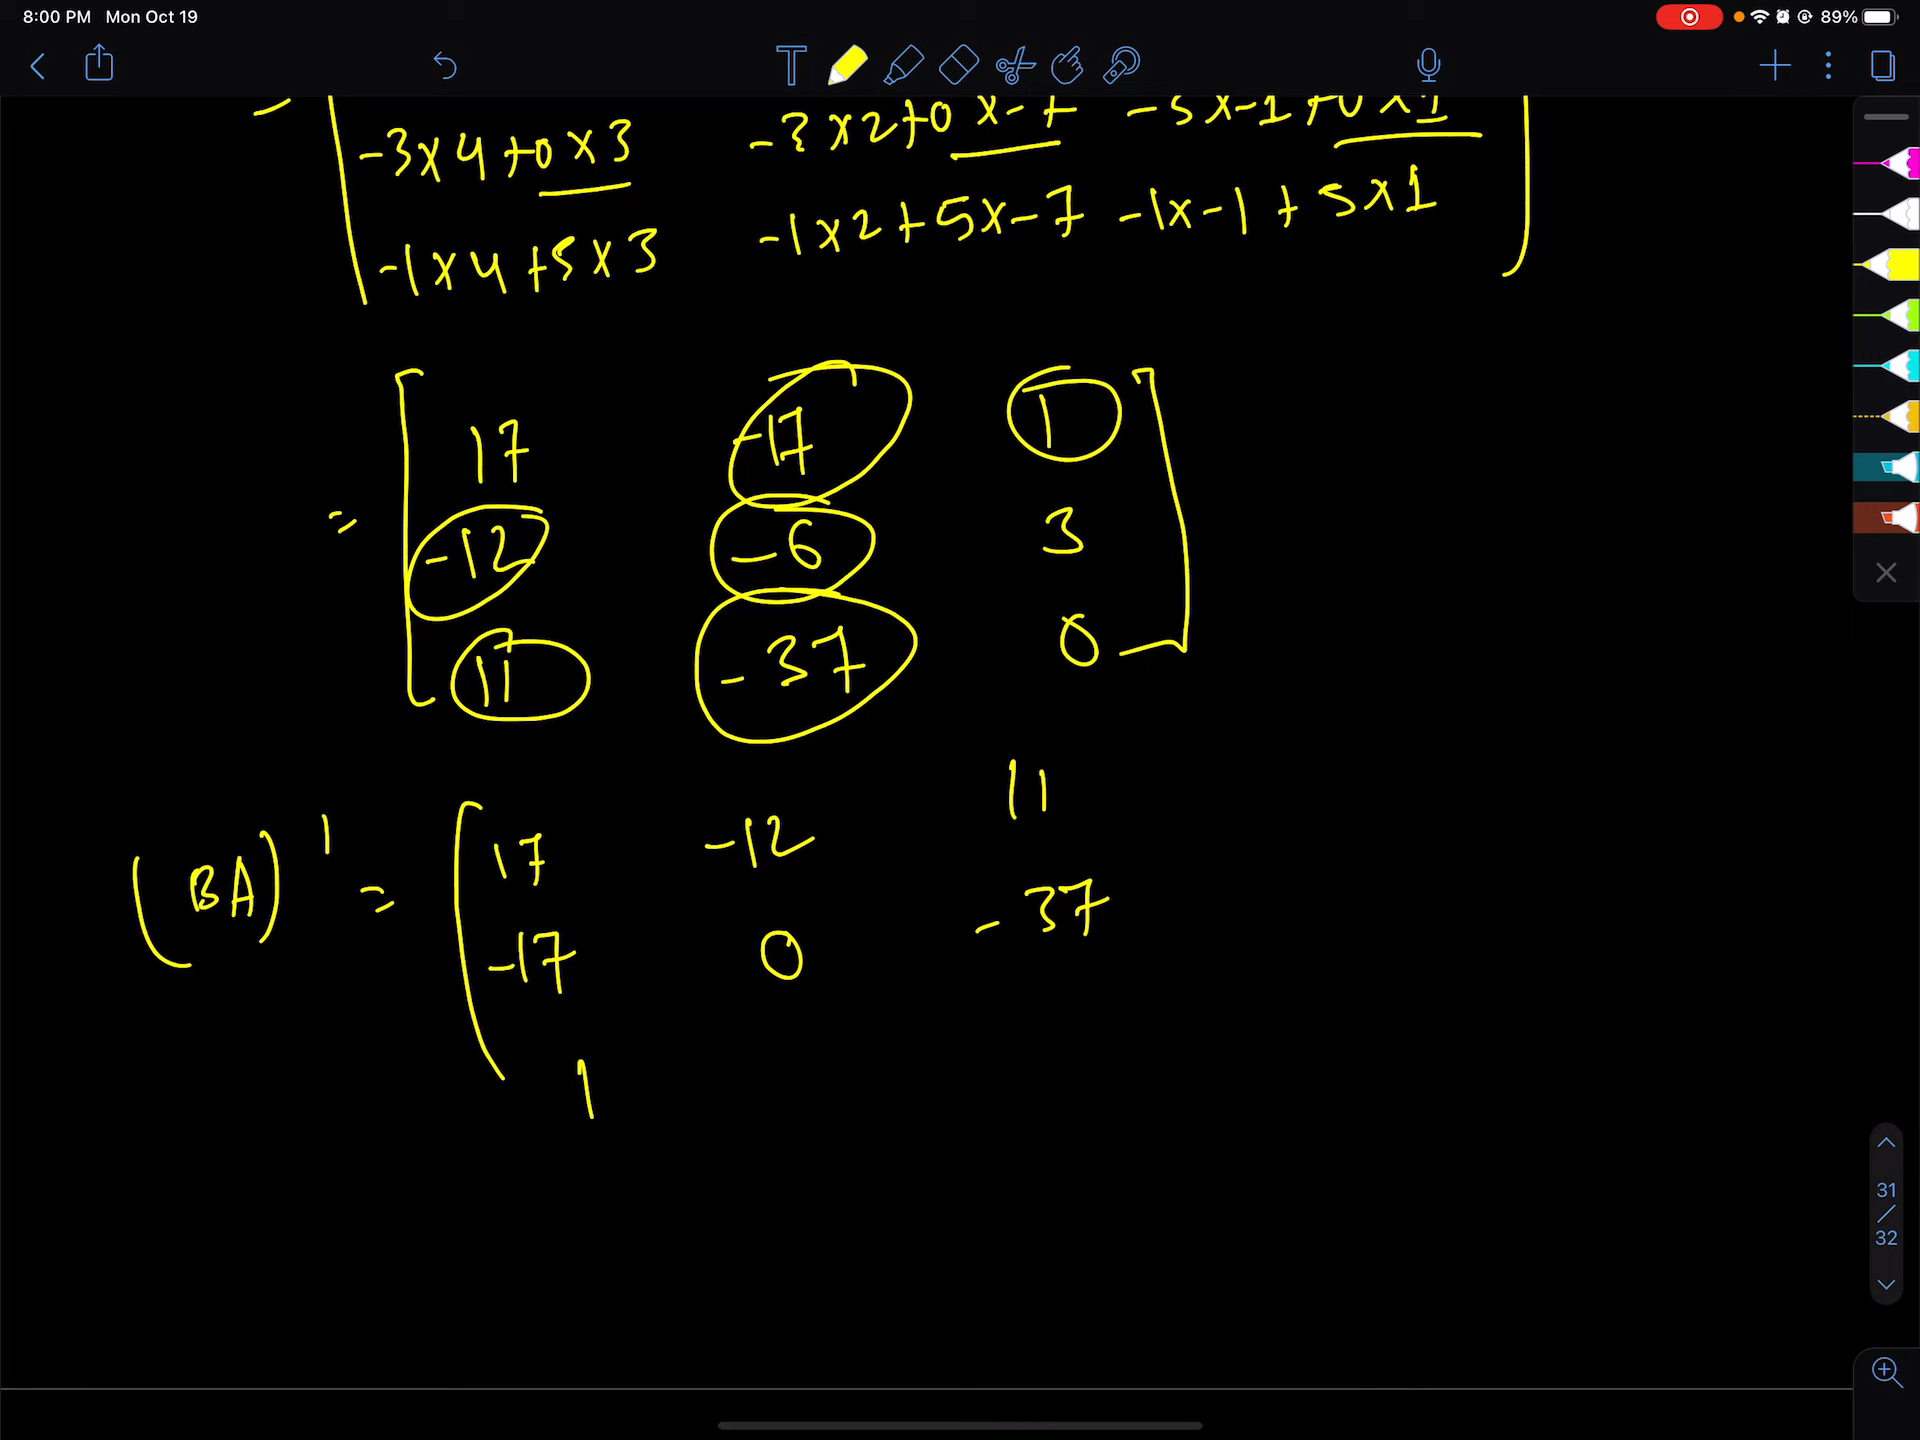 8:00 PM Mon Oct 19 89%
T
-3x4+0x3 -3x2+0x-7 -3x-1+0x1
-1x4+5x3 -1x2+5x-7 -1x-1+5x1
17 -17 1
= -12 -6 3
11 -37 0
(BA)' = 17 -12 11
-17 0 -37
1
31
/
32